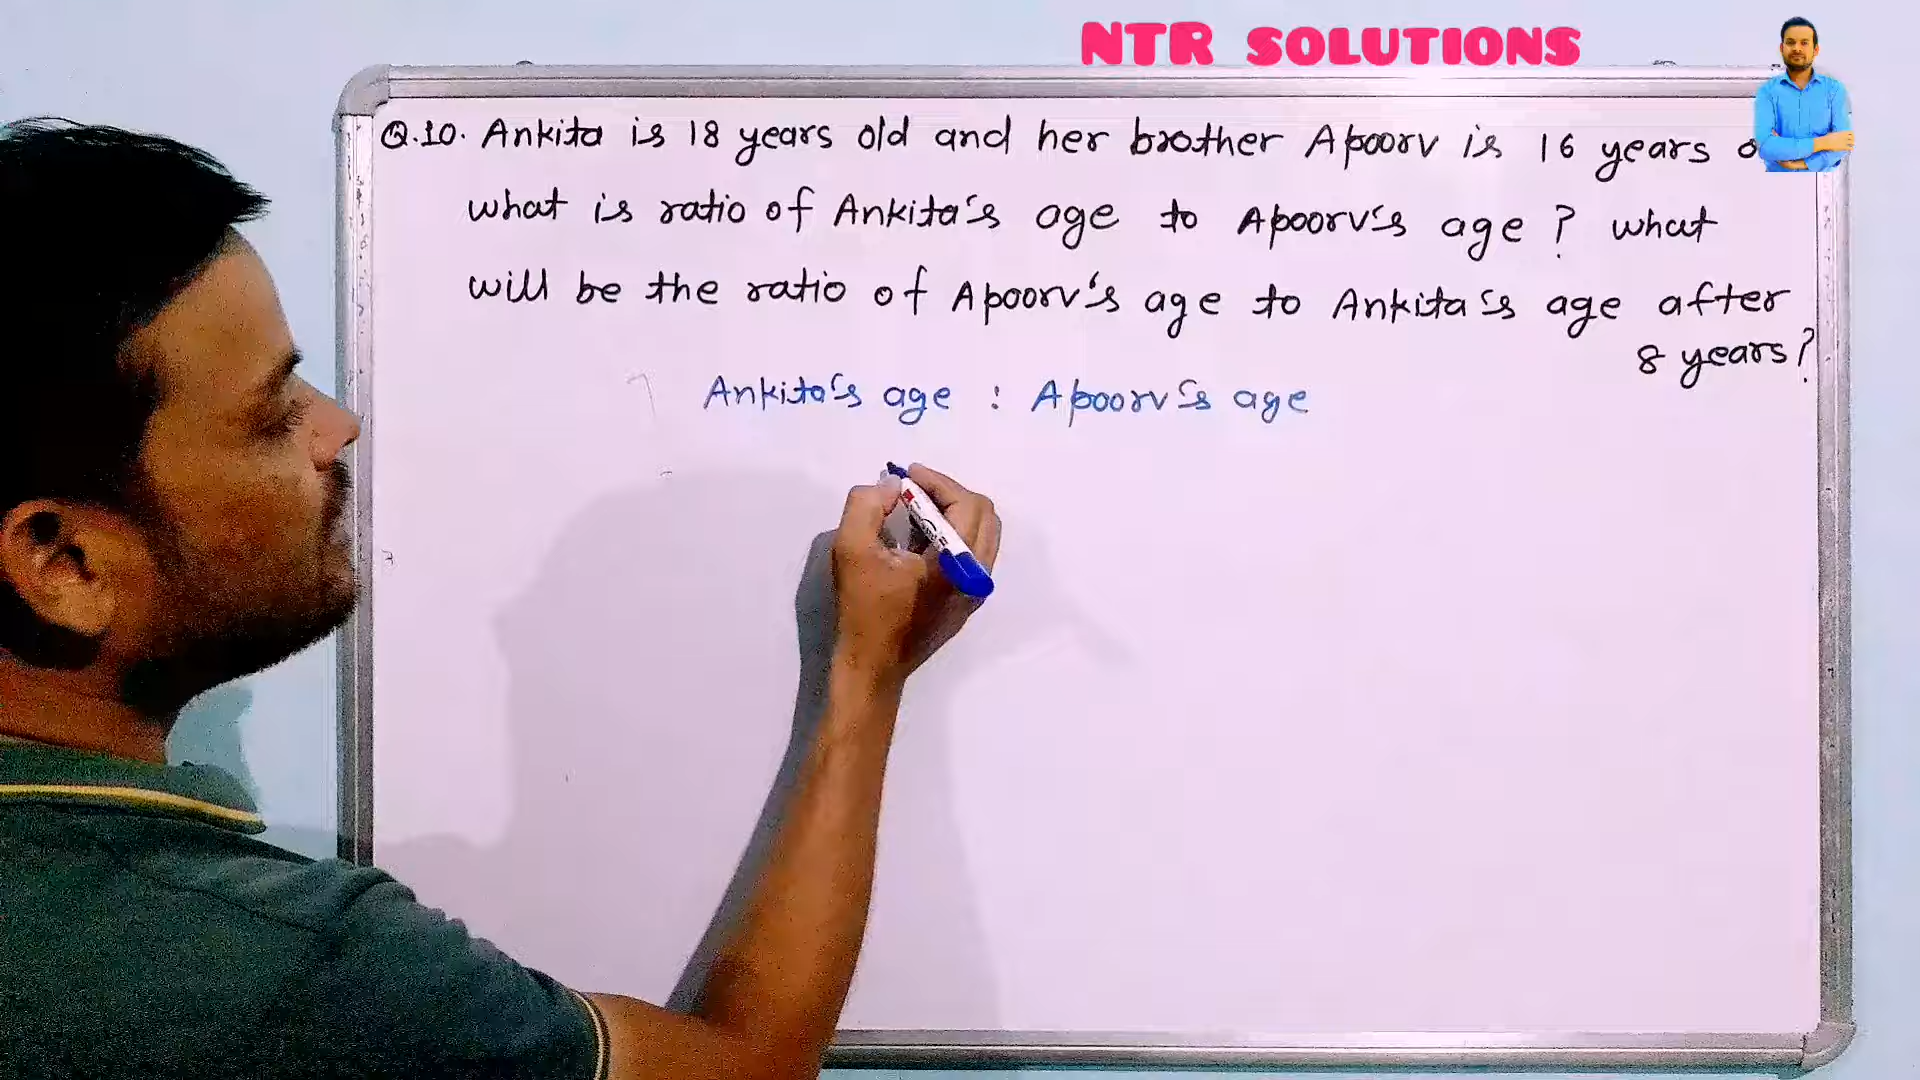 NTR SOLUTIONS
Q.10. Ankita is 18 years old and her brother Apoorv is 16 years
what is ratio of Ankita's age to Apoorv's age ? what
will be the ratio of Apoorv's age to Ankita's age after
8 years?
Ankita's age : Apoorv's age